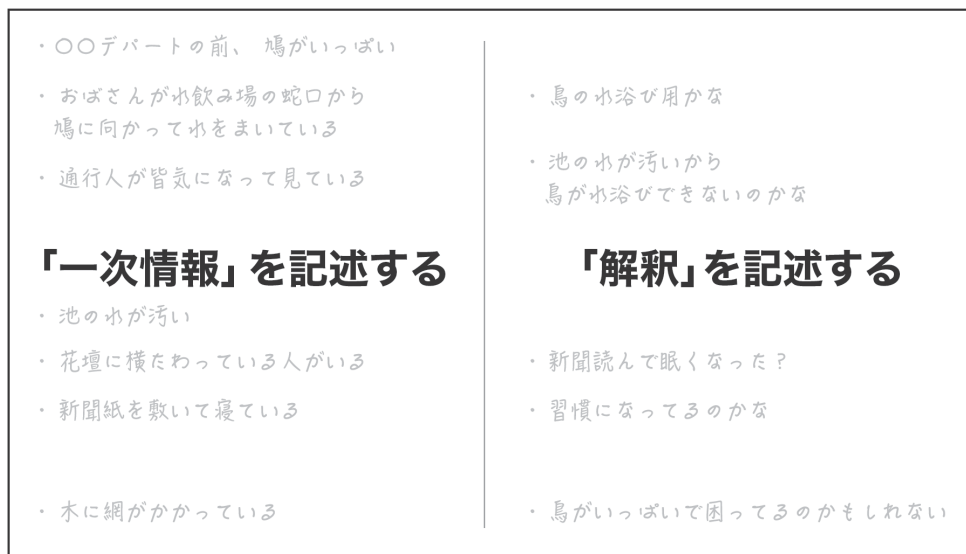 ・〇〇デパートの前、 鳩がいっぱい
・おばさんが水飲み場の蛇口から
鳩に向かって水をまいている
・通行人が皆気になって見ている
「一次情報」を記述する
・池の水が汚い
・花壇に横たわっている人がいる
・新聞紙を敷いて寝ている
・木に網がかかっている
・鳥の水浴び用かな
・池の水が汚いから
鳥が水浴びできないのかな
「解釈」を記述する
・新聞読んで眠くなった？
・習慣になってるのかな
・鳥がいっぱいで困ってるのかもしれない